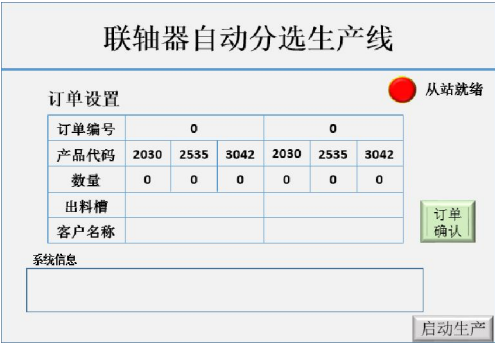 联轴器自动分选生产线
从站就绪
订单设置
订单编号 0 0
产品代码 2030 2535 3042 2030 2535 3042
数量 0 0 0 0 0 0
出料槽
客户名称
订单
确认
系统信息
启动生产